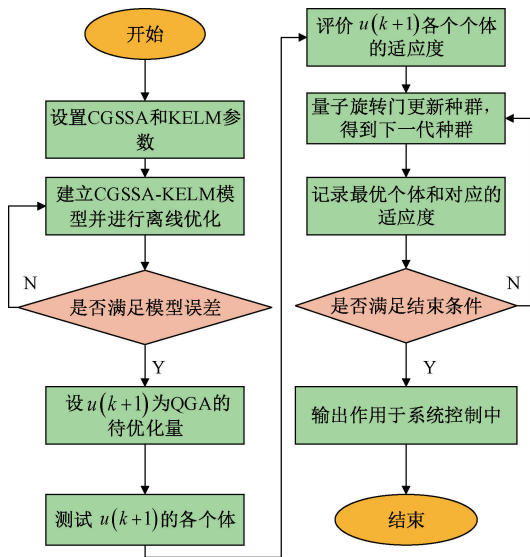 开始
设置CGSSA和KELM参
数
建立CGSSA-KELM模
型并进行离线优化
N
是否满足模型误差
Y
设u(k+1)为QGA的
待优化量
测试 u(k+1)的各个体
评价 u(k+1)各个个体
的适应度
量子旋转门更新种群,
得到下一代种群
记录最优个体和对应的
适应度
N
是否满足结束条件
Y
输出作用于系统控制中
结束